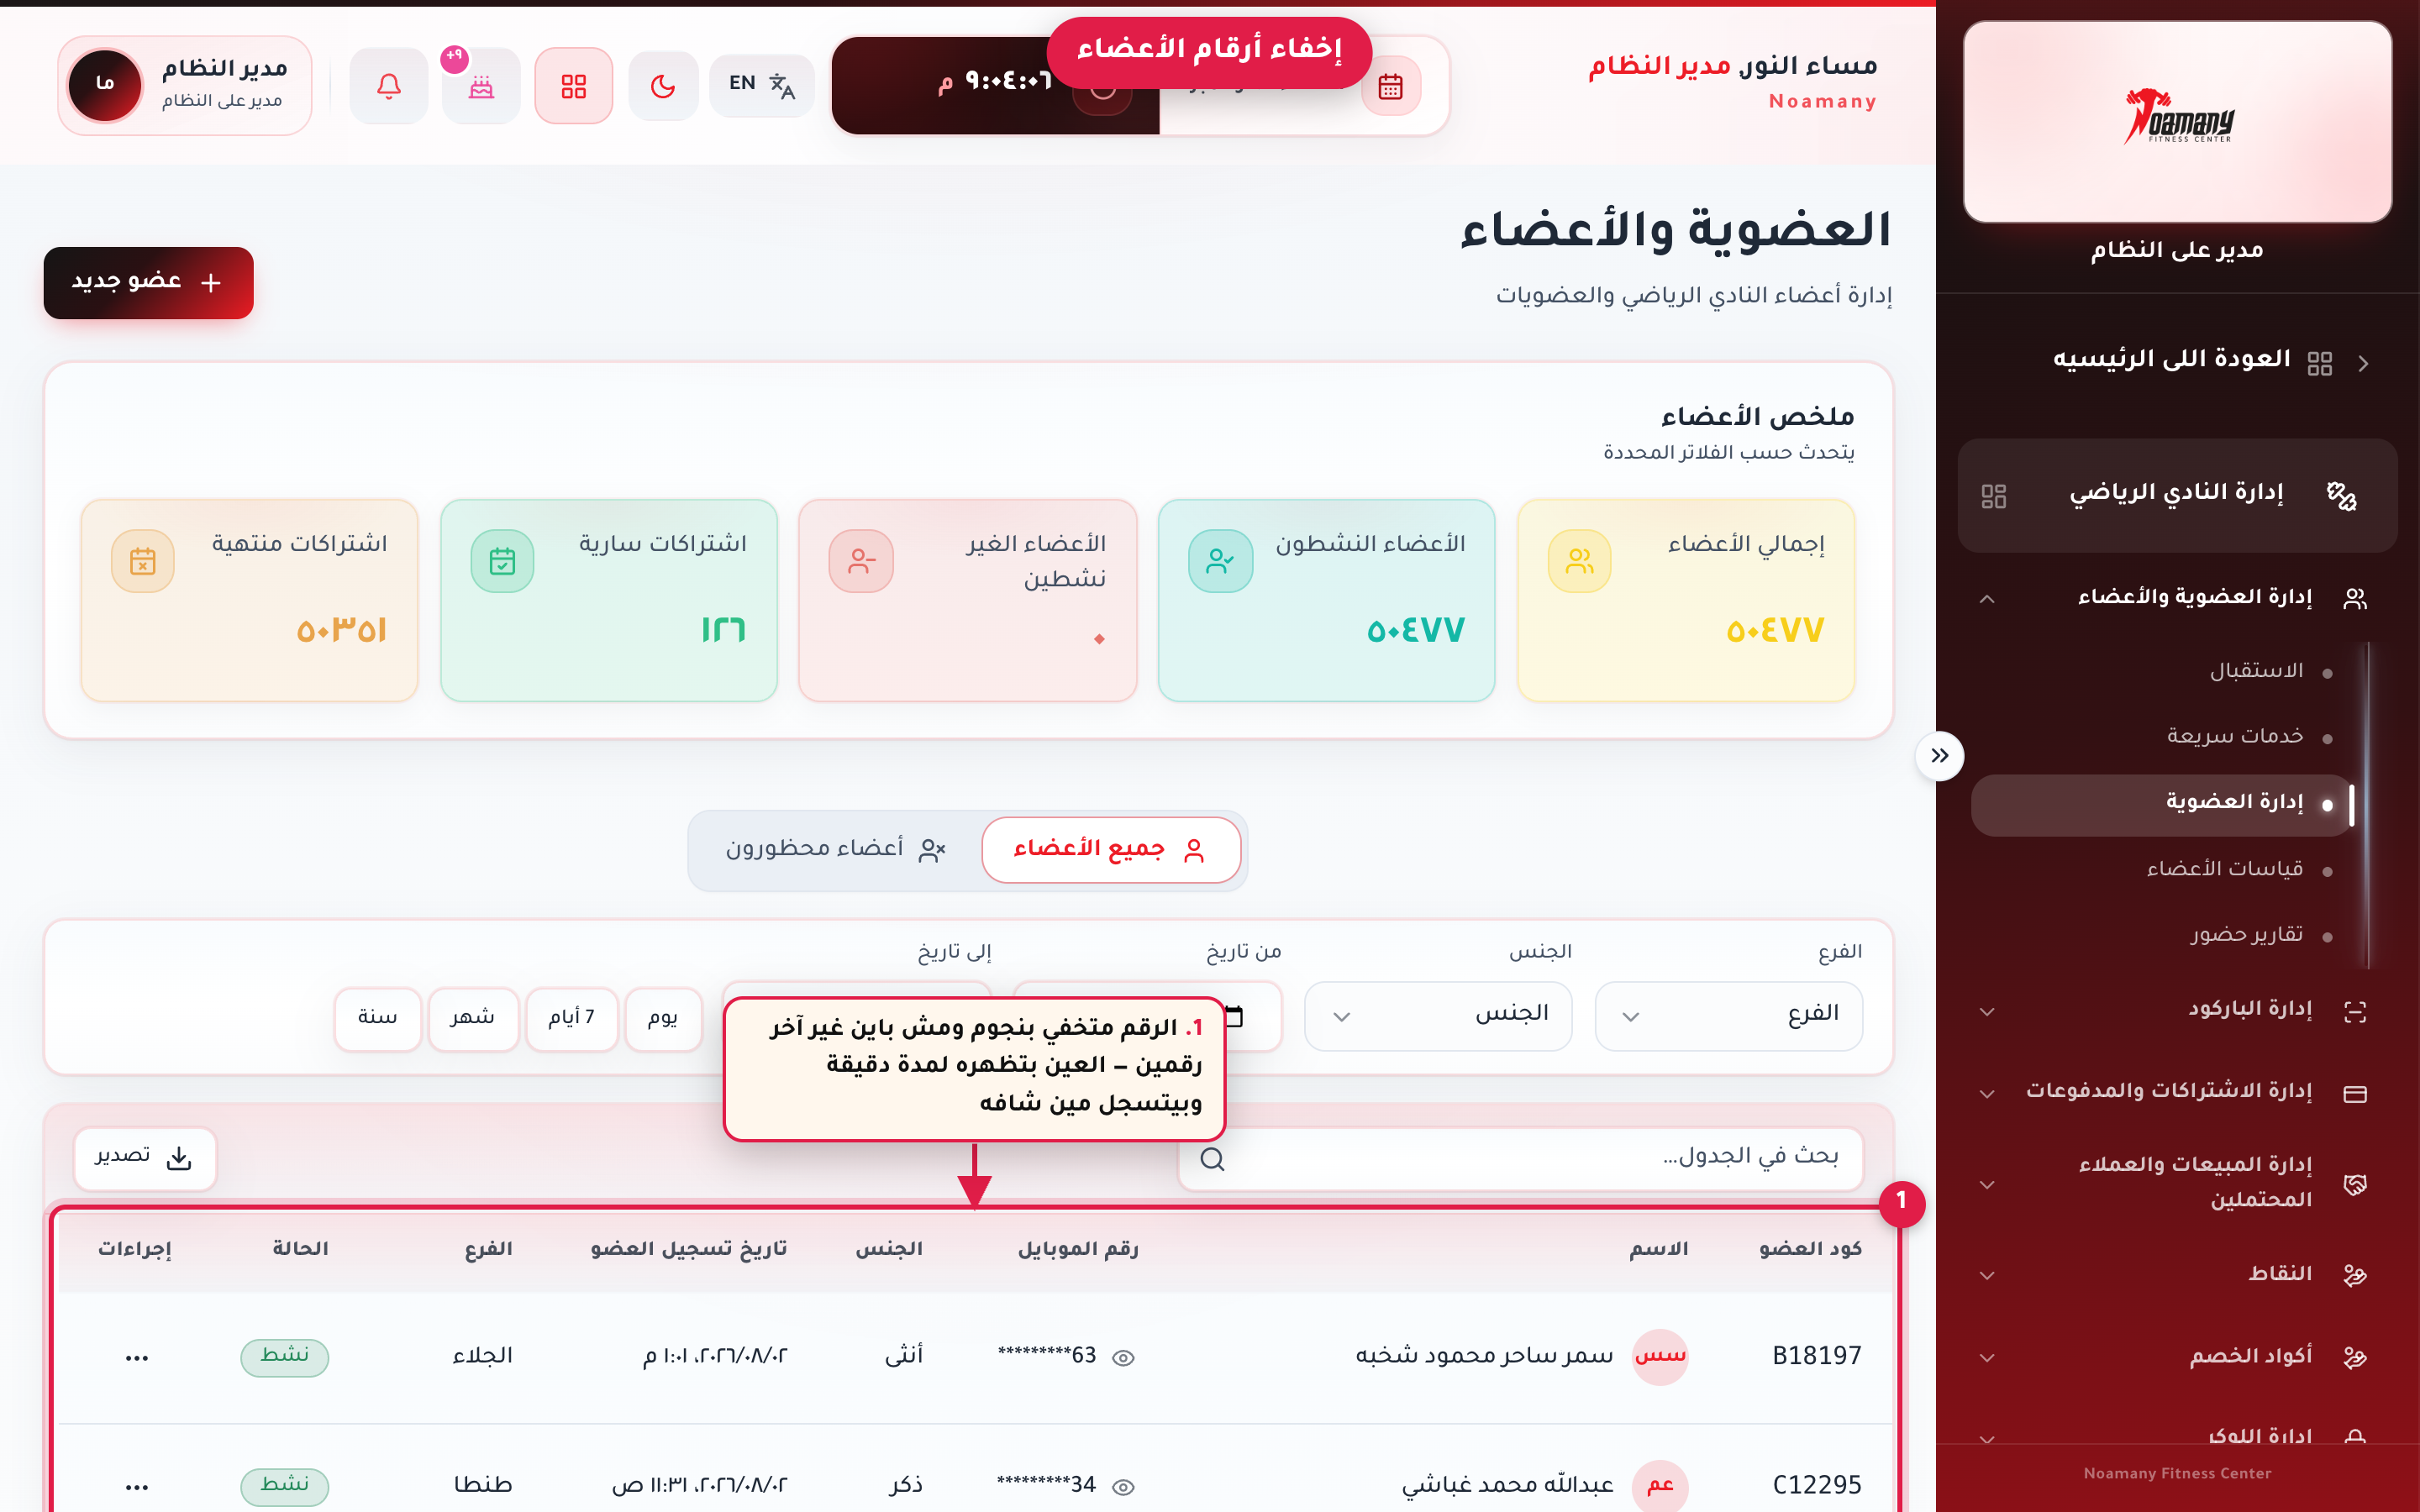 إخفاء أرقام الأعضاء
مساء النور, مدير النظام
Noamany
٩:٠٤:٠٦ م
EN
+٩
مدير النظام
مدير على النظام
ما
NOAMANY
FITNESS CENTER
مدير على النظام
العودة اللى الرئيسيه
إدارة النادي الرياضي
إدارة العضوية والأعضاء
الاستقبال
خدمات سريعة
إدارة العضوية
قياسات الأعضاء
تقارير حضور
إدارة الباركود
إدارة الاشتراكات والمدفوعات
إدارة المبيعات والعملاء
المحتملين
النقاط
أكواد الخصم
إدارة اللوكر
Noamany Fitness Center
العضوية والأعضاء
إدارة أعضاء النادي الرياضي والعضويات
عضو جديد
ملخص الأعضاء
يتحدث حسب الفلاتر المحددة
إجمالي الأعضاء
٥٠٤٧٧
الأعضاء النشطون
٥٠٤٧٧
الأعضاء الغير
نشطين
٠
اشتراكات سارية
١٢٦
اشتراكات منتهية
٥٠٣٥١
جميع الأعضاء
أعضاء محظورون
الفرع
الجنس
من تاريخ
إلى تاريخ
الفرع
الجنس
يوم
7 أيام
شهر
سنة
1. الرقم متخفي بنجوم ومش باين غير آخر
رقمين – العين بتظهره لمدة دقيقة
وبيتسجل مين شافه
بحث في الجدول...
تصدير
1
كود العضو الاسم رقم الموبايل الجنس تاريخ تسجيل العضو الفرع الحالة إجراءات
B18197 سس سمر ساحر محمود شخبه *********63 أنثى ٢٠٢٦/٠٨/٠٢، ١:٠١ م الجلاء نشط
C12295 عم عبدالله محمد غباشي *********34 ذكر ٢٠٢٦/٠٨/٠٢، ١١:٣١ ص طنطا نشط